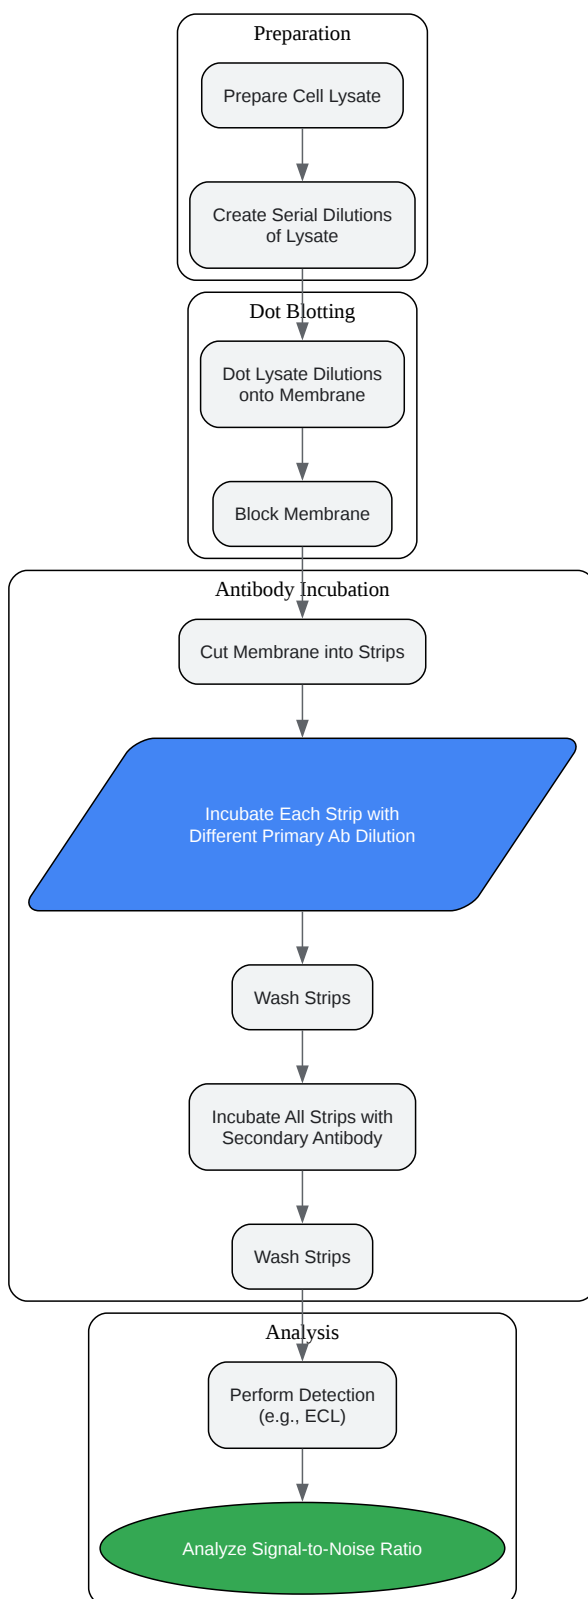 Preparation
Prepare Cell Lysate
Create Serial Dilutions
of Lysate
Dot Blotting
Dot Lysate Dilutions
onto Membrane
Block Membrane
Antibody Incubation
Cut Membrane into Strips
Incubate Each Strip with
Different Primary Ab Dilution
Wash Strips
Incubate All Strips with
Secondary Antibody
Wash Strips
Analysis
Perform Detection
(e.g., ECL)
Analyze Signal-to-Noise Ratio